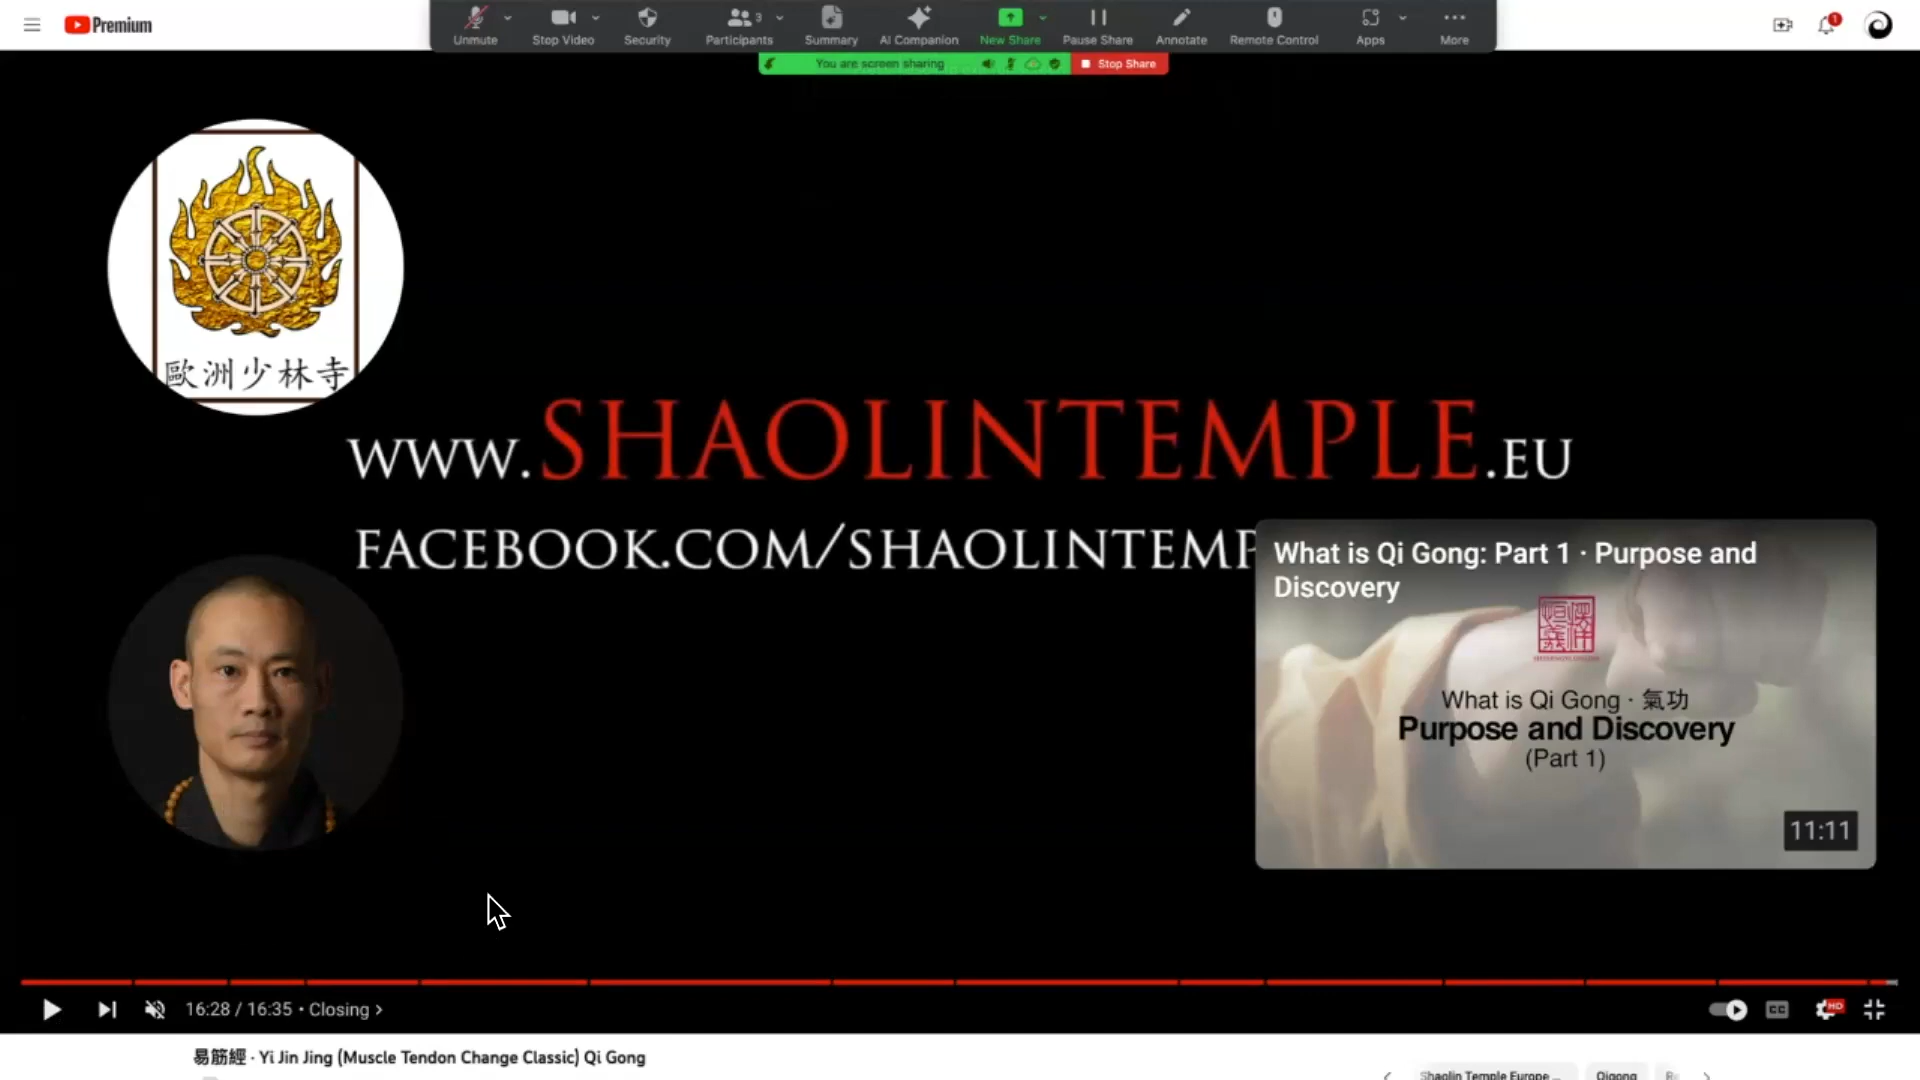 Premium
Unmute
Stop Video
Security
Participants 3
Summary
AI Companion
New Share
Pause Share
Annotate
Remote Control
Apps
More
1
You are screen sharing
Stop Share
歐洲少林寺
www.SHAOLINTEMPLE.EU
FACEBOOK.COM/SHAOLINTEMP
What is Qi Gong: Part 1 · Purpose and
Discovery
What is Qi Gong · 氣功
Purpose and Discovery
(Part 1)
11:11
16:28 / 16:35 • Closing >
CC
HD
易筋經 · Yi Jin Jing (Muscle Tendon Change Classic) Qi Gong
Shaolin Temple Europe ...
Qigong